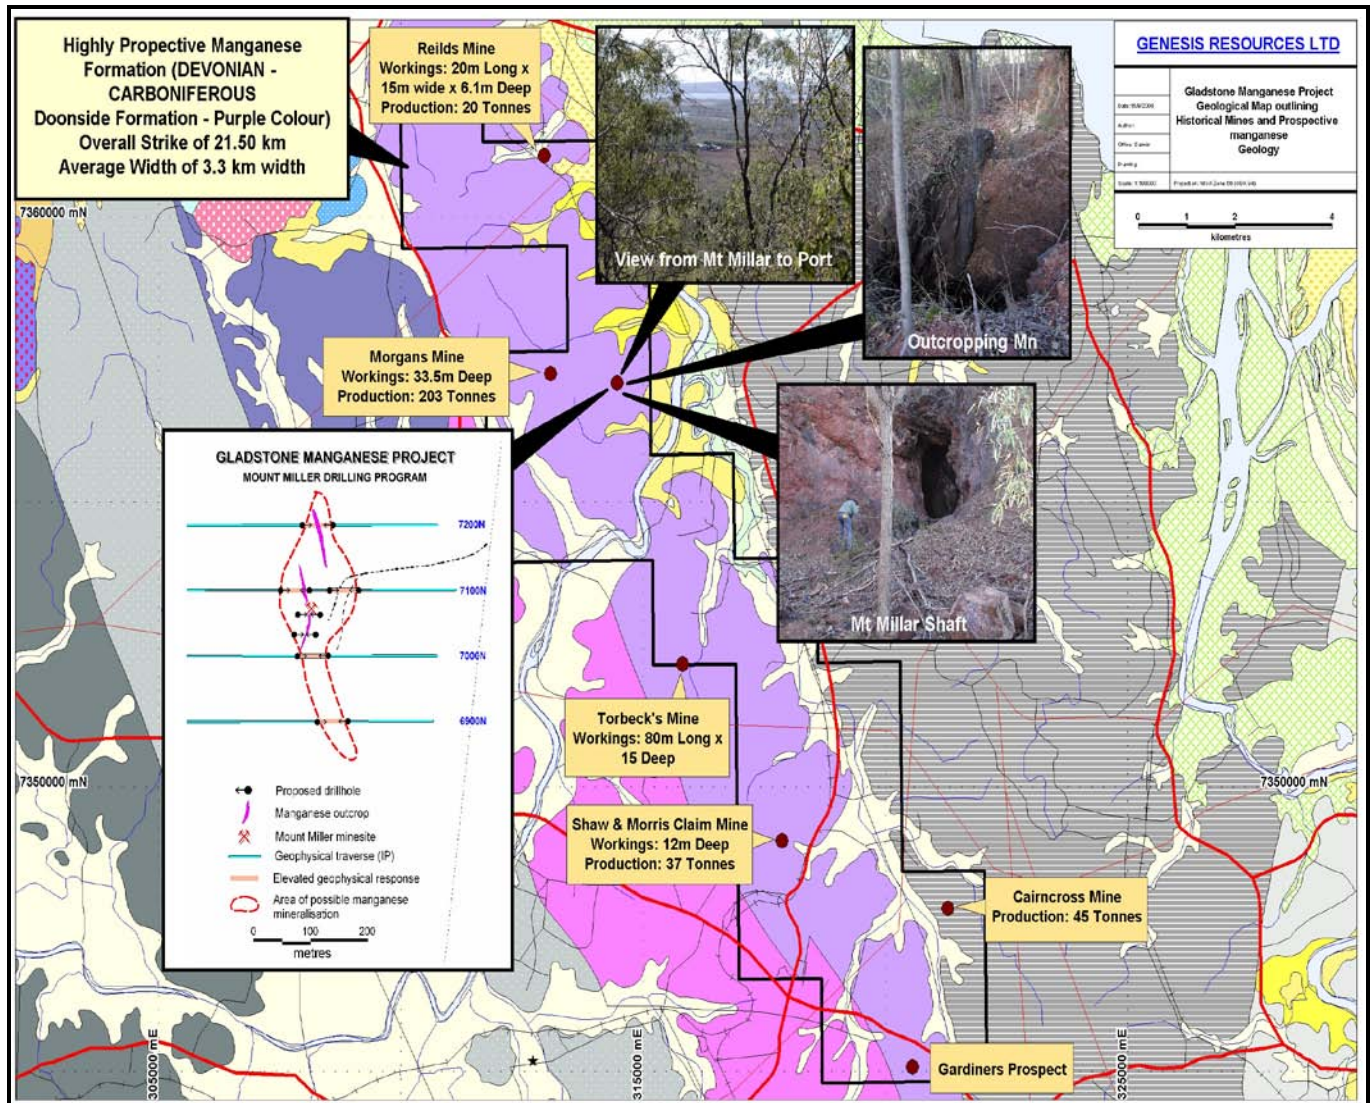 Highly Propective Manganese
Formation (DEVONIAN -
CARBONIFEROUS
Doonside Formation - Purple Colour)
Overall Strike of 21.50 km
Average Width of 3.3 km width
Reilds Mine
Workings: 20m Long x
15m wide x 6.1m Deep
Production: 20 Tonnes
View from Mt Millar to Port
Outcropping Mn
GENESIS RESOURCES LTD
Gladstone Manganese Project
Geological Map outlining
Historical Mines and Prospective
manganese
Geology
Author:
Drawing:
0 1 2 4
kilometres
7360000 mN
Morgans Mine
Workings: 33.5m Deep
Production: 203 Tonnes
Mt Millar Shaft
GLADSTONE MANGANESE PROJECT
MOUNT MILLER DRILLING PROGRAM
7200N
7100N
7000N
6900N
Proposed drillhole
Manganese outcrop
Mount Miller minesite
Geophysical traverse (IP)
Elevated geophysical response
Area of possible manganese
mineralisation
0 100 200
metres
Torbeck's Mine
Workings: 80m Long x
15 Deep
7350000 mN
7350000 mN
Shaw & Morris Claim Mine
Workings: 12m Deep
Production: 37 Tonnes
Cairncross Mine
Production: 45 Tonnes
Gardiners Prospect
305000 mE
315000 mE
325000 mE